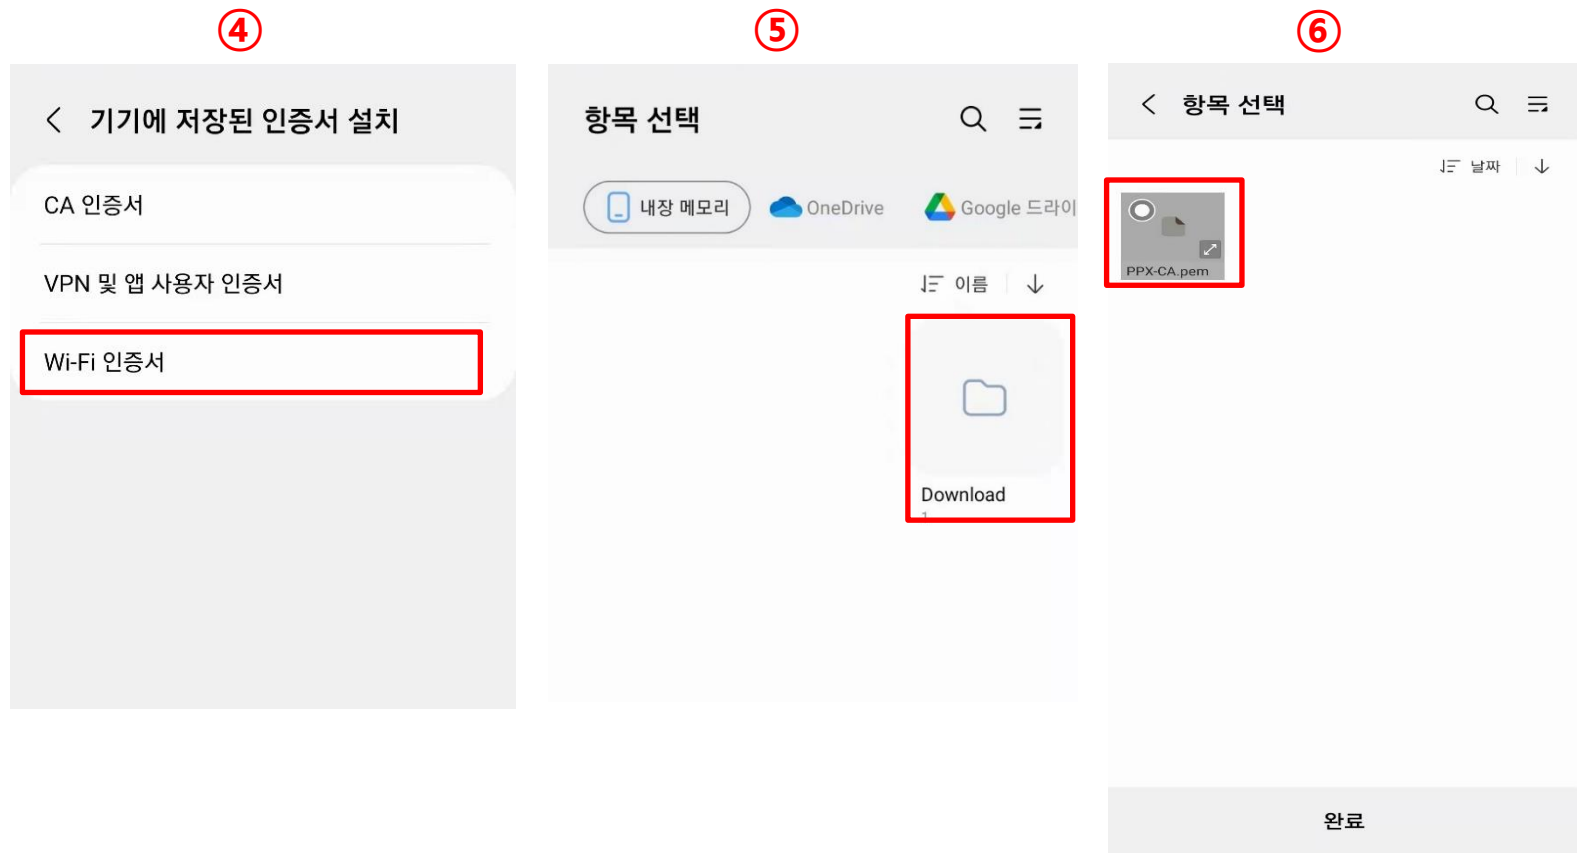 ④
기기에 저장된 인증서 설치
CA 인증서
VPN 및 앱 사용자 인증서
Wi-Fi 인증서
⑤
항목 선택
내장 메모리
OneDrive
Google 드라이
이름
Download
1
⑥
항목 선택
날짜
PPX-CA.pem
완료